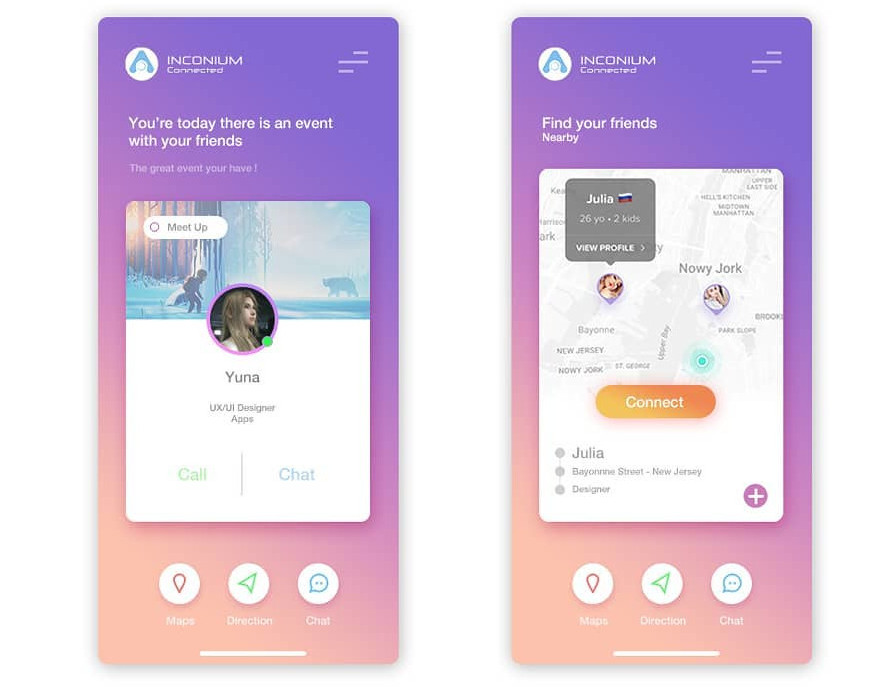 INCONIUM
Connected
You're today there is an event
with your friends
The great event your have !
Meet Up
Yuna
UX/UI Designer
Apps
Call
Chat
Maps
Direction
Chat
INCONIUM
Connected
Find your friends
Nearby
MANHATTAN
UPPER
EAST SIDE
HELL'S KITCHEN
MIDTOWN
MANHATTAN
Julia
26 yo • 2 kids
VIEW PROFILE
Nowy Jork
Bayonne
BROOK
PARK SLOPE
Upper Bay
NEW JERSEY
NOWY JORK
ST. GEORGE
Connect
Julia
Bayonnne Street - New Jersey
Designer
Maps
Direction
Chat